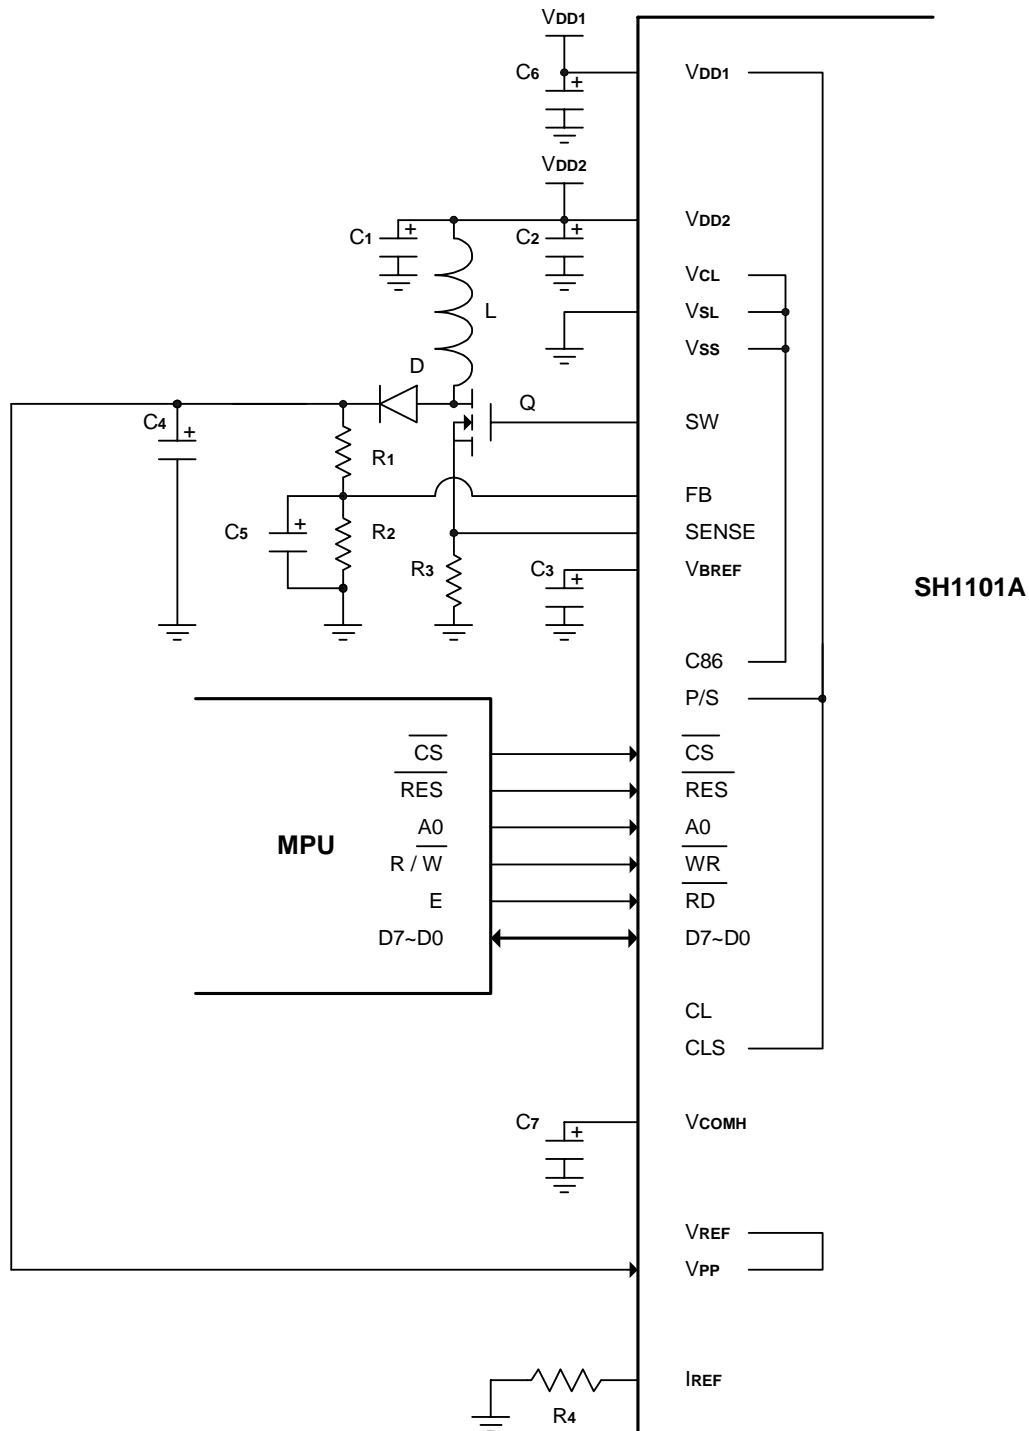 VDD1
C6 +
VDD1
VDD2
C1 +
C2 +
VDD2
VCL
L
VSL
VSS
D
Q
SW
C4 +
R1
FB
C5 +
R2
SENSE
R3
C3 +
VBREF
SH1101A
C86
P/S
CS
CS
RES
RES
A0
A0
MPU
R / W
WR
E
RD
D7~D0
D7~D0
CL
CLS
C7 +
VCOMH
VREF
VPP
IREF
R4